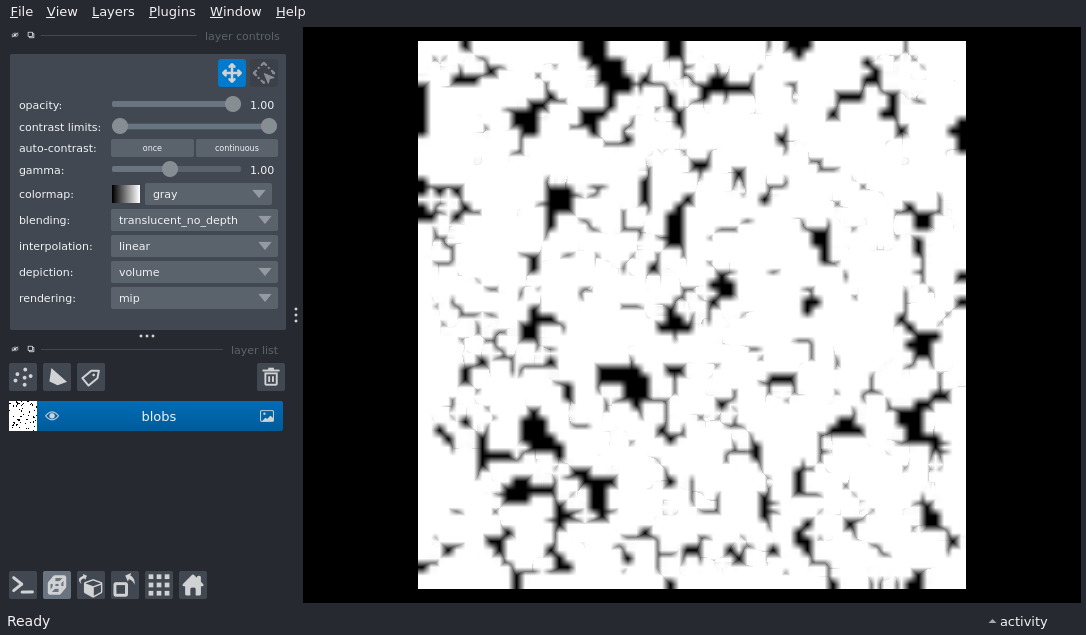 File View Layers Plugins Window Help
layer controls
opacity: 1.00
contrast limits:
auto-contrast: once continuous
gamma: 1.00
colormap: gray
blending: translucent_no_depth
interpolation: linear
depiction: volume
rendering: mip
layer list
blobs
Ready activity